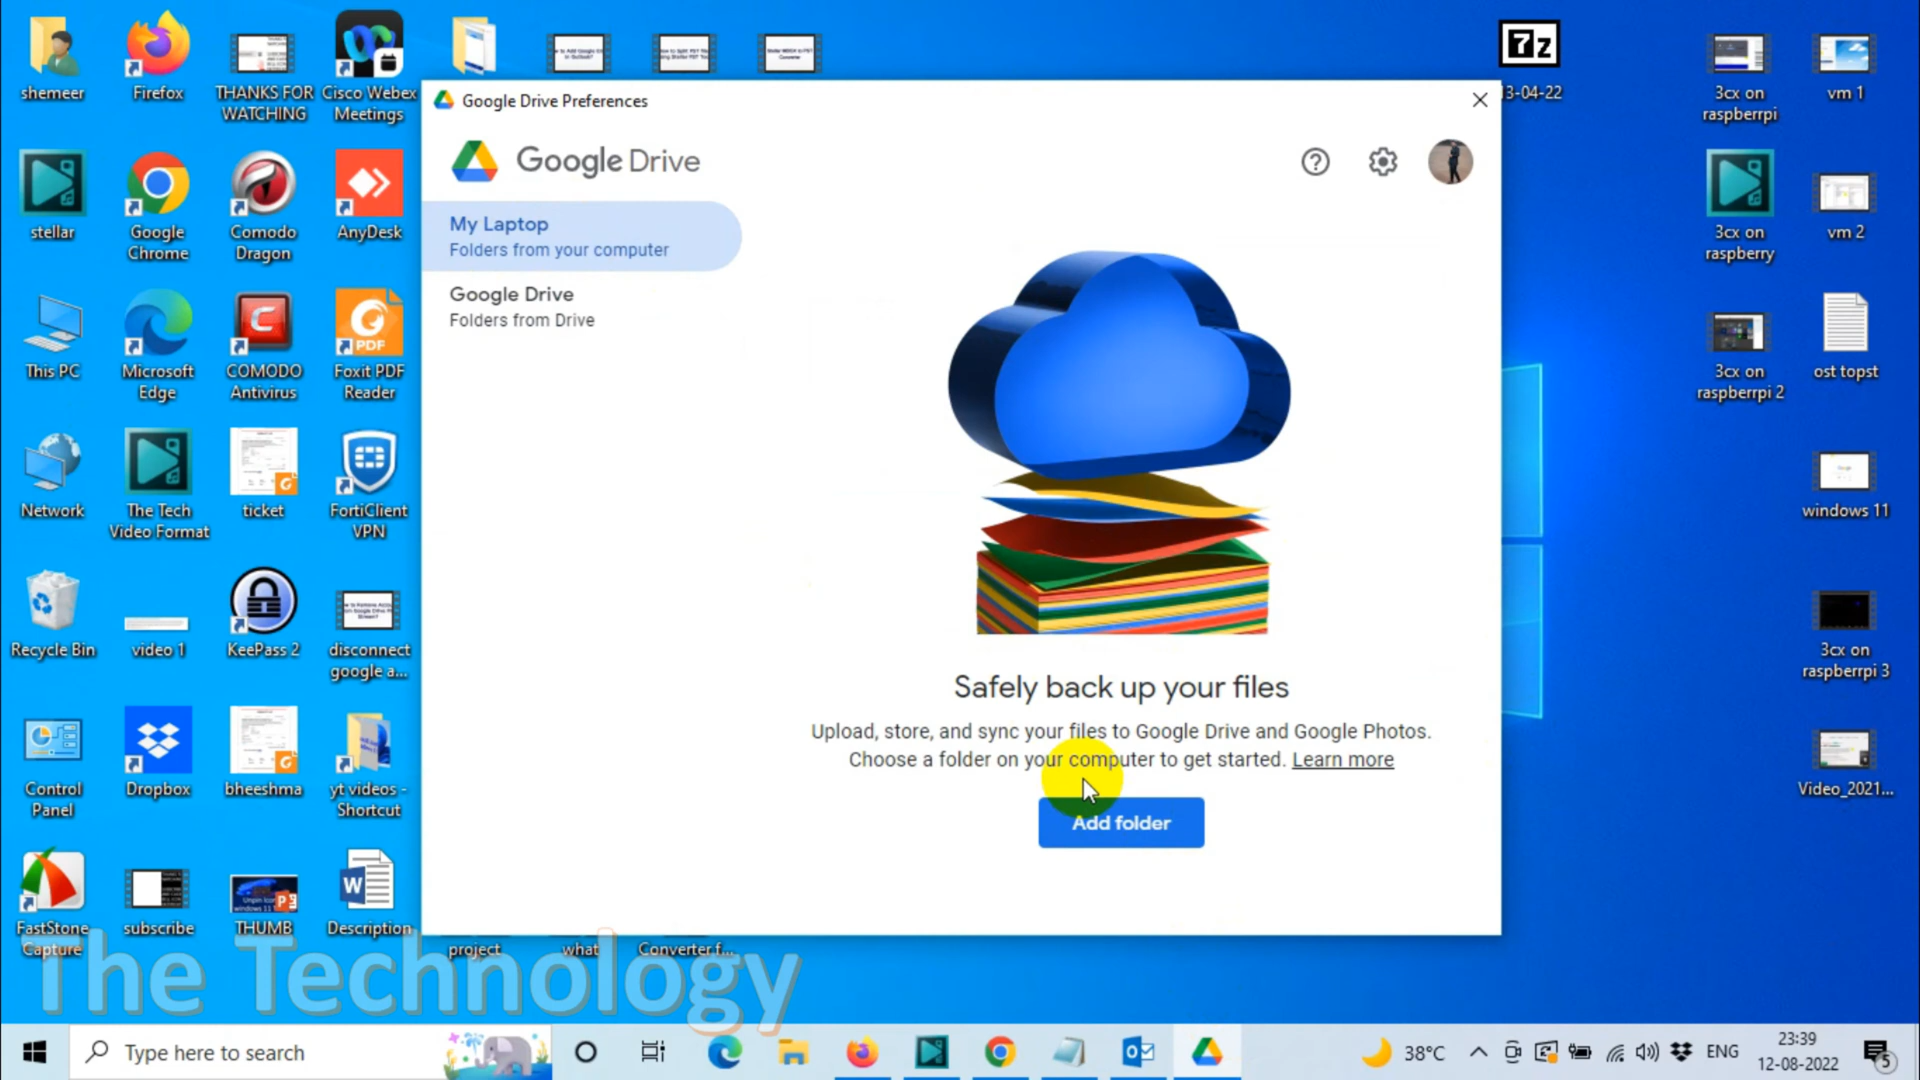 shemeer
Firefox
THANKS FOR
WATCHING
Cisco Webex
Meetings
13-04-22
3cx on
raspberrpi
vm 1
Google Drive Preferences
Google Drive
My Laptop
Folders from your computer
Google Drive
Folders from Drive
Safely back up your files
Upload, store, and sync your files to Google Drive and Google Photos.
Choose a folder on your computer to get started. Learn more
Add folder
stellar
Google
Chrome
Comodo
Dragon
AnyDesk
3cx on
raspberry
vm 2
This PC
Microsoft
Edge
COMODO
Antivirus
PDF
Foxit PDF
Reader
3cx on
raspberrpi 2
ost topst
Network
The Tech
Video Format
ticket
FortiClient
VPN
windows 11
Recycle Bin
video 1
KeePass 2
disconnect
google a...
3cx on
raspberrpi 3
Control
Panel
Dropbox
bheeshma
yt videos -
Shortcut
Video_2021...
FastStone
Capture
subscribe
THUMB
Description
project
what
Converter f...
The Technology
Type here to search
38°C
ENG
23:39
12-08-2022
5